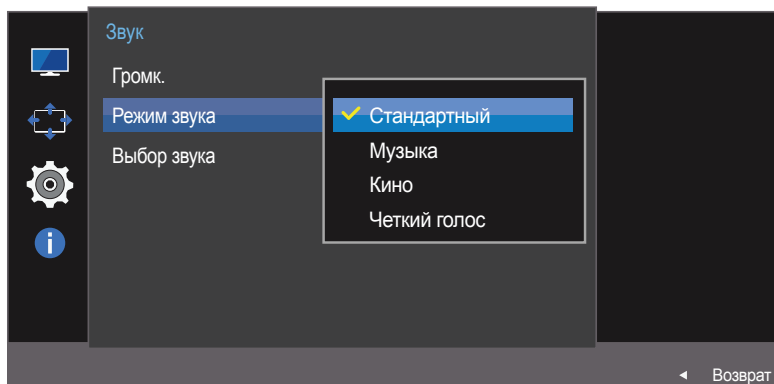 Звук
Громк.
Режим звука
Стандартный
Музыка
Выбор звука
Кино
Четкий голос
Возврат